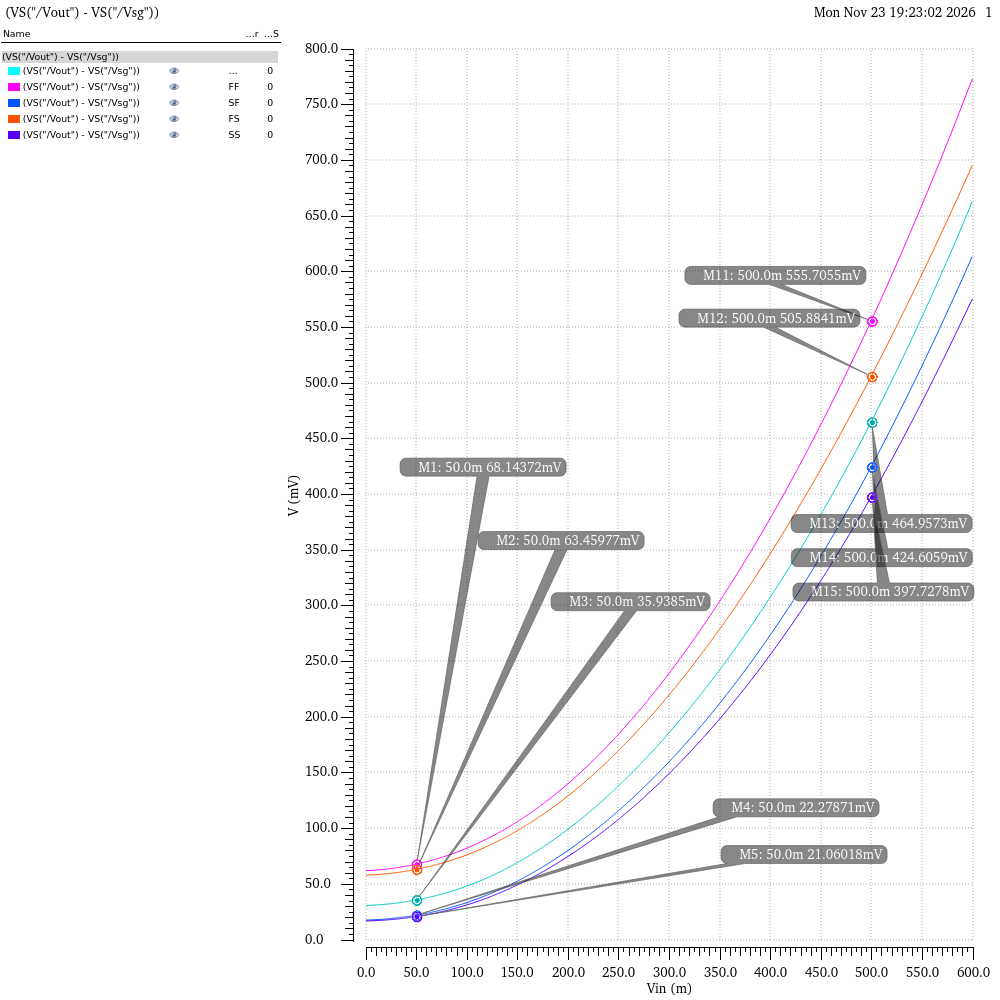 (VS("/Vout") - VS("/Vsg"))
Mon Nov 23 19:23:02 2026 1
Name ...r ...S
(VS("/Vout") - VS("/Vsg"))
(VS("/Vout") - VS("/Vsg")) ... 0
(VS("/Vout") - VS("/Vsg")) FF 0
(VS("/Vout") - VS("/Vsg")) SF 0
(VS("/Vout") - VS("/Vsg")) FS 0
(VS("/Vout") - VS("/Vsg")) SS 0
800.0
750.0
700.0
650.0
600.0
550.0
500.0
450.0
400.0
350.0
300.0
250.0
200.0
150.0
100.0
50.0
0.0
V (mV)
M11: 500.0m 555.7055mV
M12: 500.0m 505.8841mV
M1: 50.0m 68.14372mV
M2: 50.0m 63.45977mV
M3: 50.0m 35.9385mV
M13: 500.0m 464.9573mV
M14: 500.0m 424.6059mV
M15: 500.0m 397.7278mV
M4: 50.0m 22.27871mV
M5: 50.0m 21.06018mV
0.0 50.0 100.0 150.0 200.0 250.0 300.0 350.0 400.0 450.0 500.0 550.0 600.0
Vin (m)